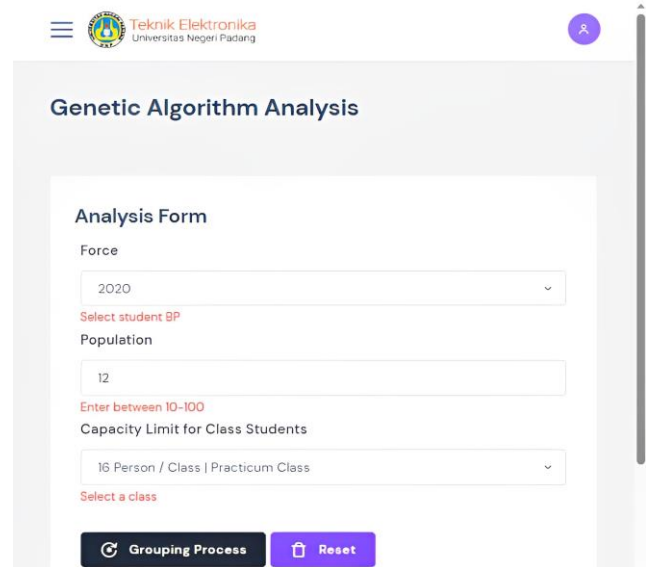 Teknik Elektronika
Universitas Negeri Padang
Genetic Algorithm Analysis
Analysis Form
Force
2020
Select student BP
Population
12
Enter between 10-100
Capacity Limit for Class Students
16 Person / Class | Practicum Class
Select a class
Grouping Process
Reset